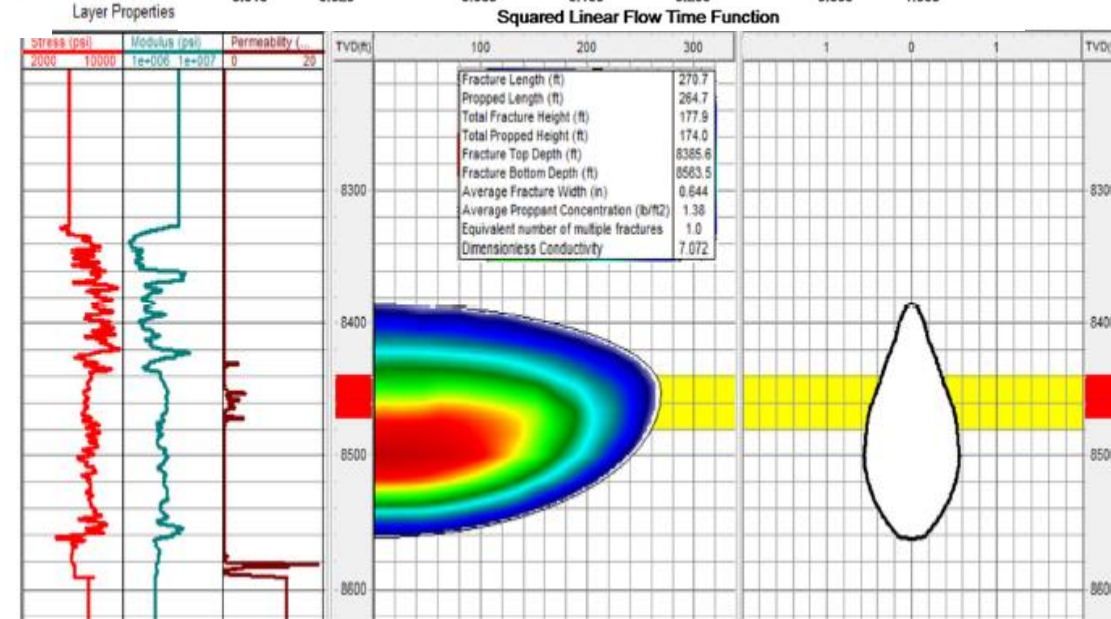 Layer Properties
Squared Linear Flow Time Function
Stress (psi) Modulus (psi) Permeability (...
2000 10000 1e+006 1e+007 0 20
TVD(ft) 100 200 300 1 0 1
Fracture Length (ft) 270.7
Propped Length (ft) 264.7
Total Fracture Height (ft) 177.9
Total Propped Height (ft) 174.0
Fracture Top Depth (ft) 8385.6
Fracture Bottom Depth (ft) 8563.5
Average Fracture Width (in) 0.644
Average Proppant Concentration (lb/ft2) 1.38
Equivalent number of multiple fractures 1.0
Dimensionless Conductivity 7.072
8300
8400
8500
8600